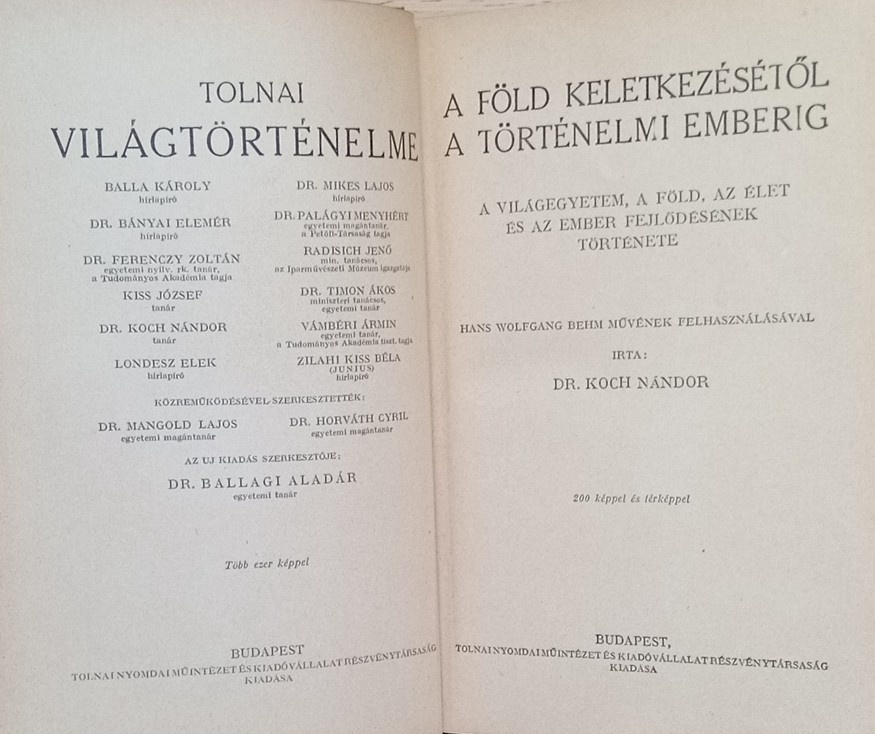 TOLNAI
VILÁGTÖRTÉNELME
BALLA KÁROLY
hírlapíró
DR. BÁNYAI ELEMÉR
hírlapíró
DR. FERENCZY ZOLTÁN
egyetemi nyilv. rk. tanár,
a Tudományos Akadémia tagja
KISS JÓZSEF
tanár
DR. KOCH NÁNDOR
tanár
LONDESZ ELEK
hírlapíró
DR. MIKES LAJOS
hírlapíró
DR. PALÁGYI MENYHÉRT
egyetemi magántanár,
a Petőfi-Társaság tagja
RADISICH JENŐ
min. tanácsos,
az Iparművészeti Múzeum igazgatója
DR. TIMON ÁKOS
miniszteri tanácsos,
egyetemi tanár
VÁMBÉRI ÁRMIN
egyetemi tanár,
a Tudományos Akadémia tiszt. tagja
ZILAHI KISS BÉLA
(JUNIUS)
hírlapíró
KÖZREMŰKÖDÉSÉVEL SZERKESZTETTÉK:
DR. MANGOLD LAJOS
egyetemi magántanár
DR. HORVÁTH CYRIL
egyetemi magántanár
AZ UJ KIADÁS SZERKESZTŐJE:
DR. BALLAGI ALADÁR
egyetemi tanár
Több ezer képpel
BUDAPEST
TOLNAI NYOMDAI MŰINTÉZET ÉS KIADÓVÁLLALAT RÉSZVÉNYTÁRSASÁG
KIADÁSA
A FÖLD KELETKEZÉSÉTŐL
A TÖRTÉNELMI EMBERIG
A VILÁGEGYETEM, A FÖLD, AZ ÉLET
ÉS AZ EMBER FEJLŐDÉSÉNEK
TÖRTÉNETE
HANS WOLFGANG BEHM MŰVÉNEK FELHASZNÁLÁSÁVAL
IRTA:
DR. KOCH NÁNDOR
200 képpel és térképpel
BUDAPEST,
TOLNAI NYOMDAI MŰINTÉZET ÉS KIADÓVÁLLALAT RÉSZVÉNYTÁRSASÁG
KIADÁSA